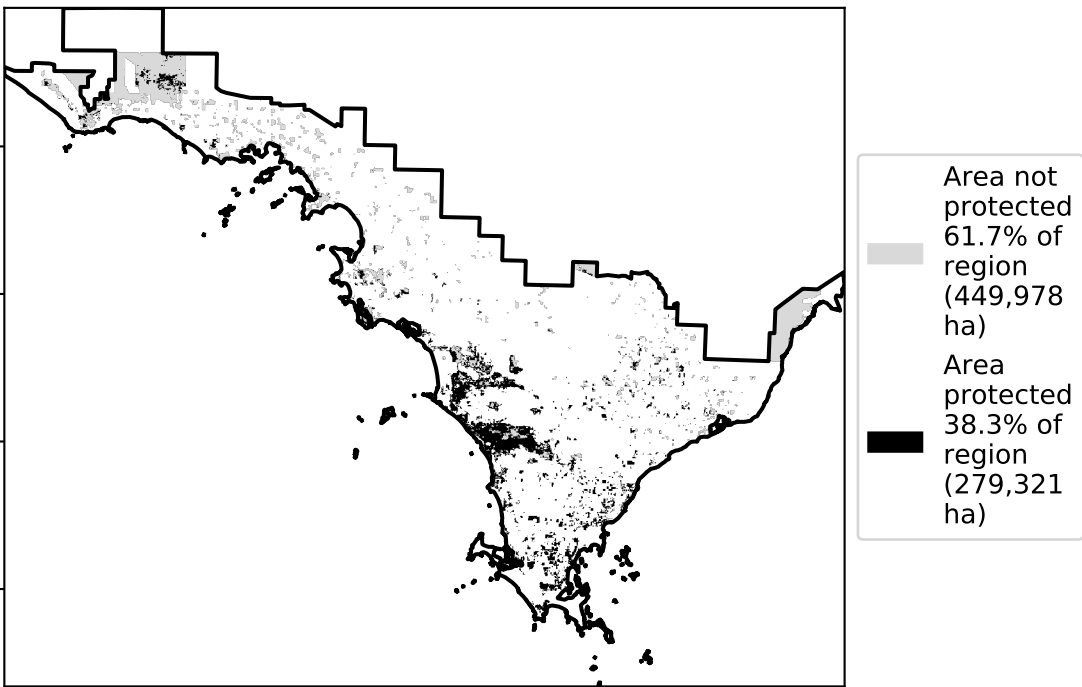 Area not
protected
61.7% of
region
(449,978
ha)
Area
protected
38.3% of
region
(279,321
ha)